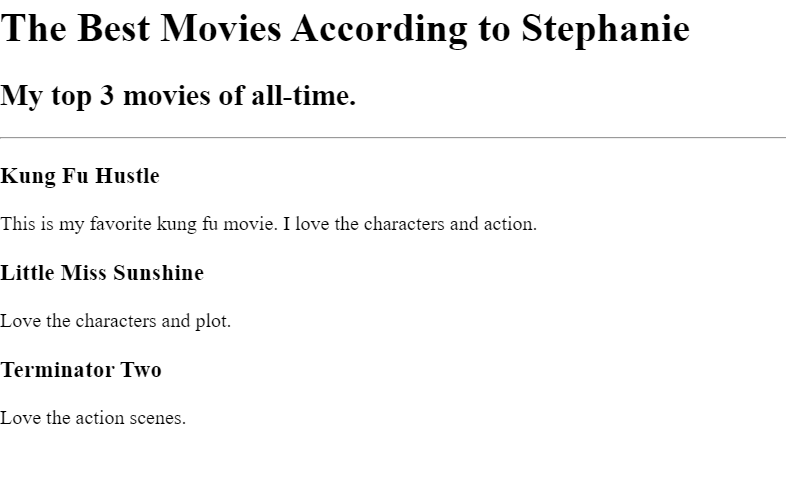 The Best Movies According to Stephanie
My top 3 movies of all-time.
Kung Fu Hustle
This is my favorite kung fu movie. I love the characters and action.
Little Miss Sunshine
Love the characters and plot.
Terminator Two
Love the action scenes.